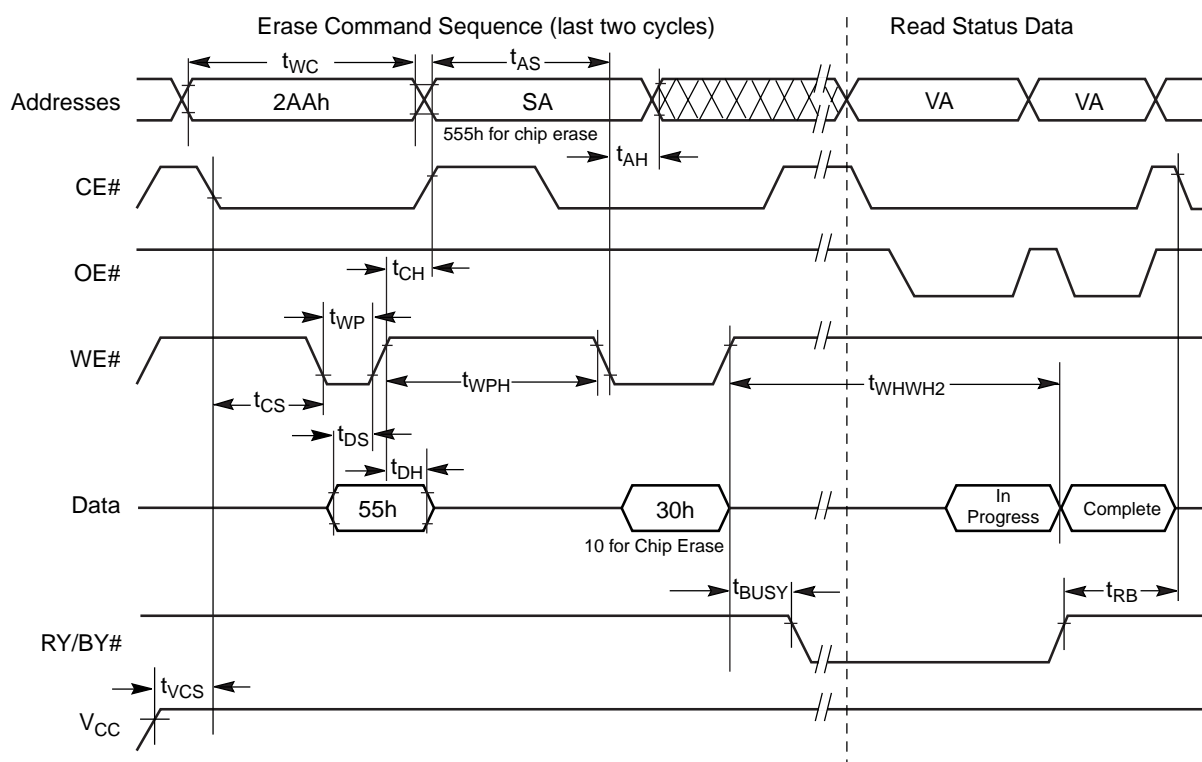 Erase Command Sequence (last two cycles)
Read Status Data
tWC
tAS
Addresses
2AAh
SA
VA
VA
555h for chip erase
tAH
CE#
OE#
tCH
tWP
WE#
tWPH
tWHWH2
tCS
tDS
tDH
Data
55h
30h
In
Progress
Complete
10 for Chip Erase
tBUSY
tRB
RY/BY#
tVCS
VCC